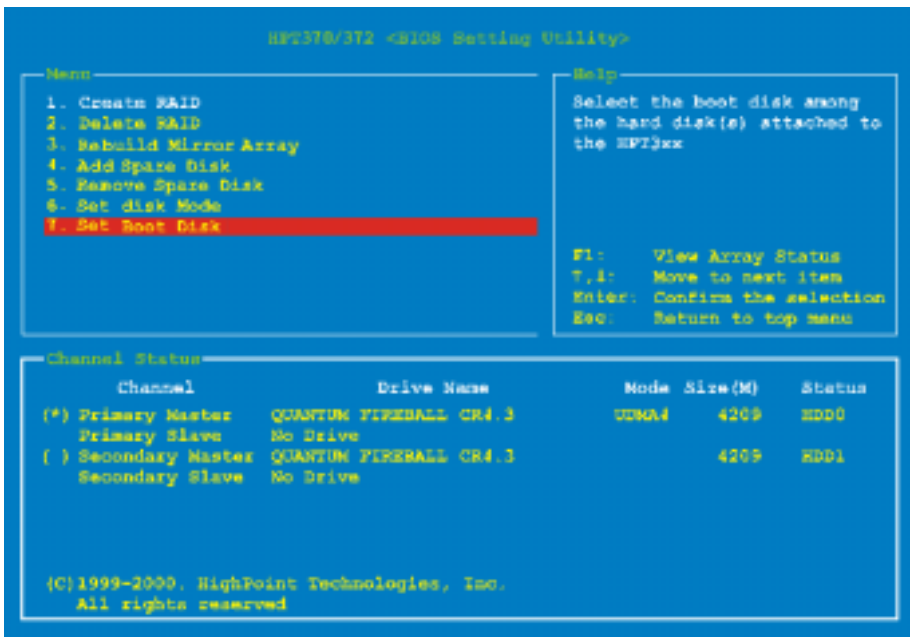 HPT370/372 <BIOS Setting Utility>
Menu
1. Create RAID
2. Delete RAID
3. Rebuild Mirror Array
4. Add Spare Disk
5. Remove Spare Disk
6. Set disk Mode
7. Set Boot Disk
Help
Select the boot disk among
the hard disk(s) attached to
the HPT3xx
F1: View Array Status
↑,↓: Move to next item
Enter: Confirm the selection
Esc: Return to top menu
Channel Status
Channel Drive Name Mode Size(M) Status
(*) Primary Master QUANTUM FIREBALL CR4.3 UDMA4 4209 HDD0
Primary Slave No Drive
( ) Secondary Master QUANTUM FIREBALL CR4.3 4209 HDD1
Secondary Slave No Drive
(C)1999-2000. HighPoint Technologies, Inc.
All rights reserved